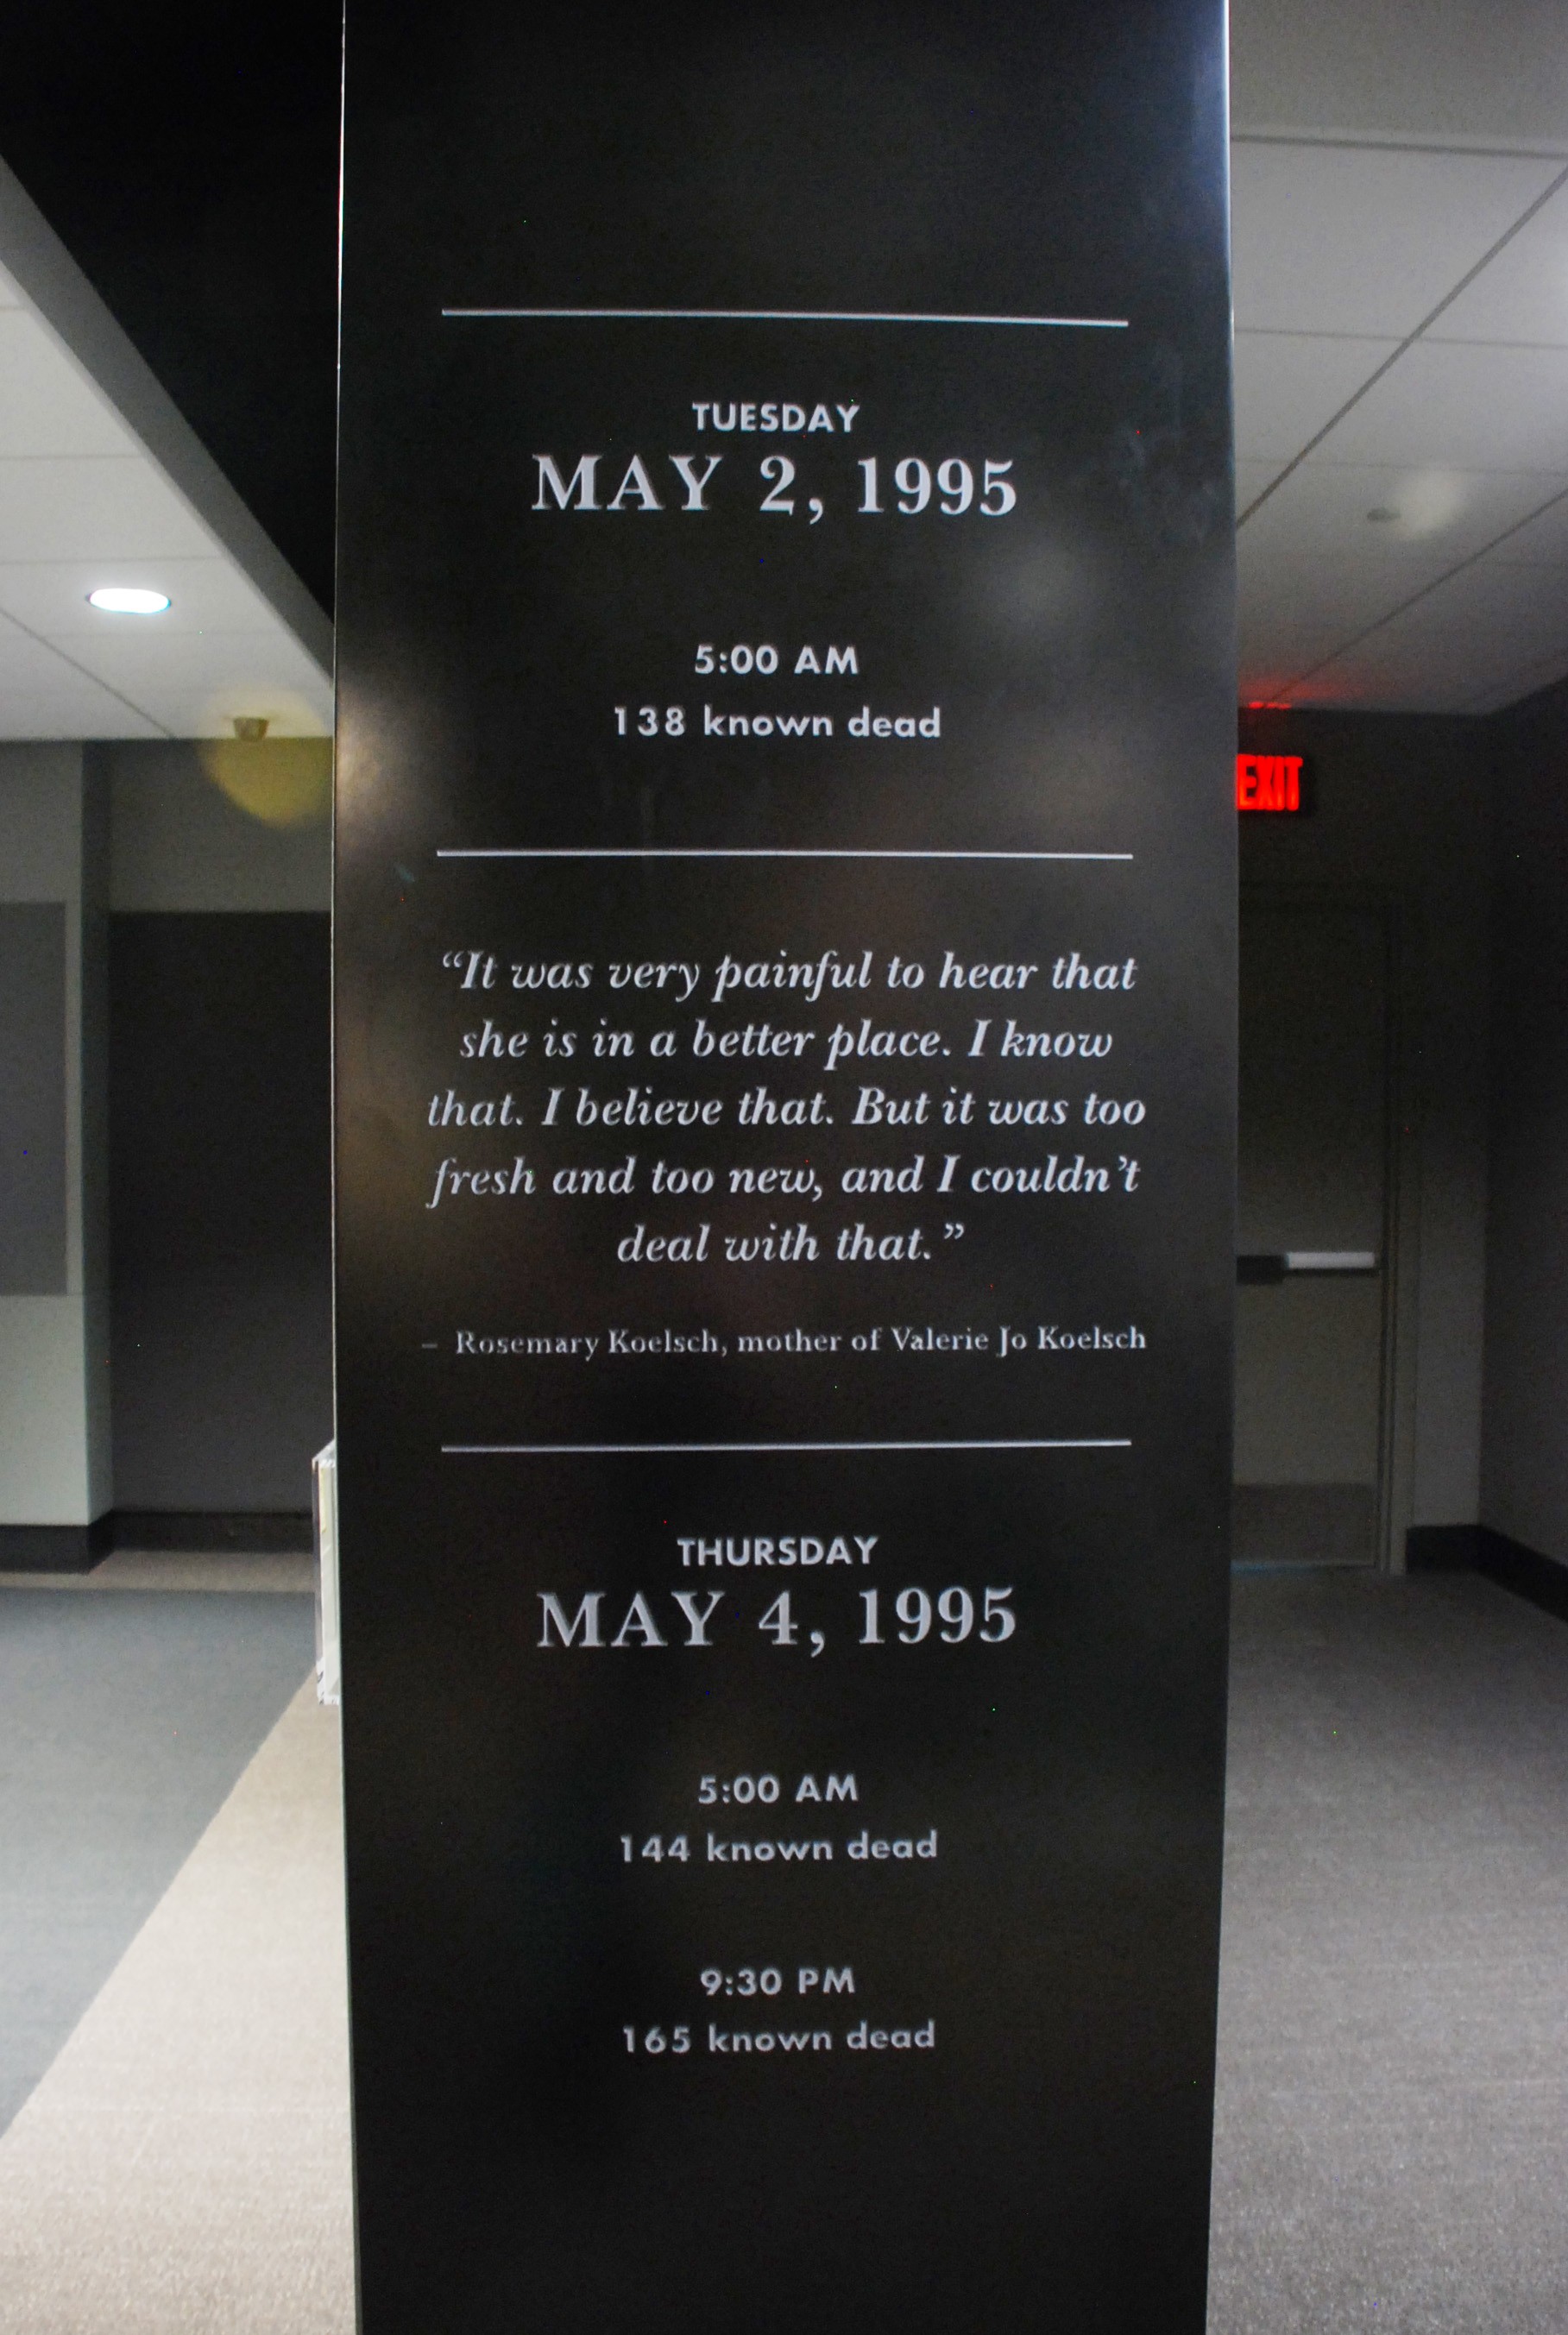 TUESDAY
MAY 2, 1995
5:00 AM
138 known dead
EXIT
“It was very painful to hear that
she is in a better place. I know
that. I believe that. But it was too
fresh and too new, and I couldn’t
deal with that.”
– Rosemary Koelsch, mother of Valerie Jo Koelsch
THURSDAY
MAY 4, 1995
5:00 AM
144 known dead
9:30 PM
165 known dead